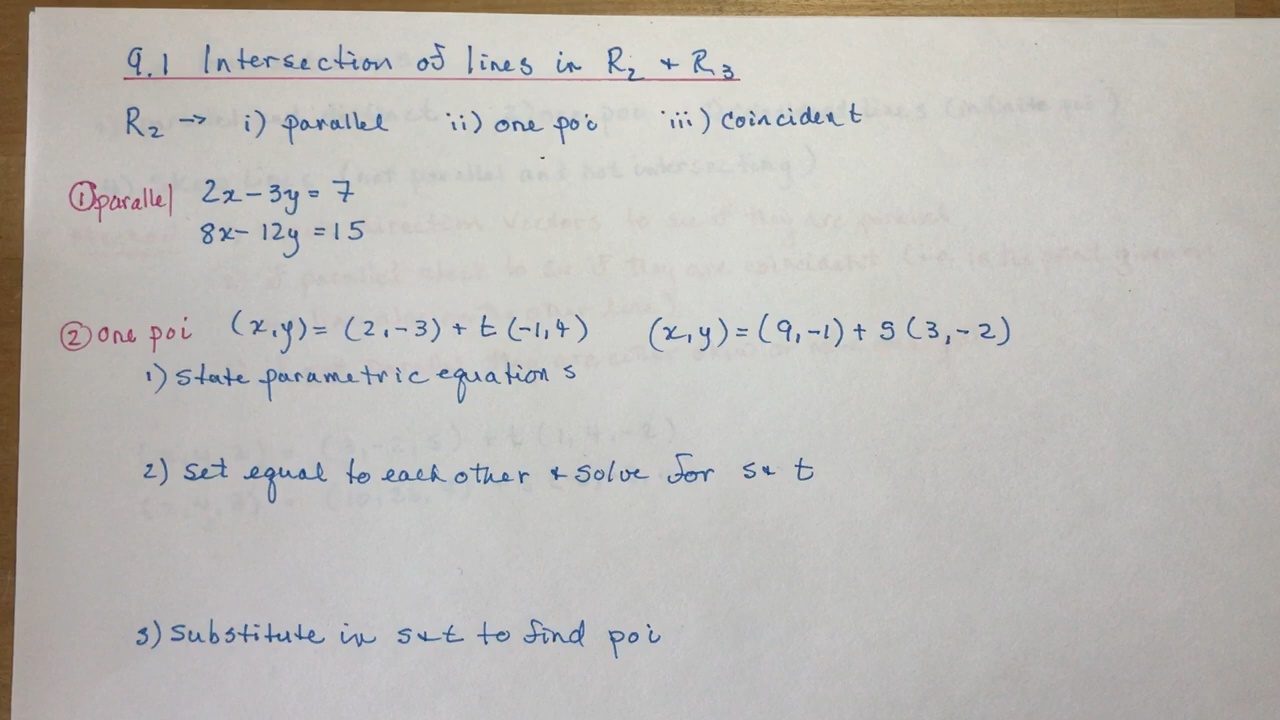 9.1 Intersection of lines in R₂ + R₃
R₂ → i) parallel ii) one poi iii) coincident
① parallel 2x - 3y = 7
8x - 12y = 15
② one poi (x,y) = (2,-3) + t(-1,4) (x,y) = (9,-1) + s(3,-2)
1) State parametric equations
2) set equal to each other + solve for s + t
3) Substitute in s + t to find poi